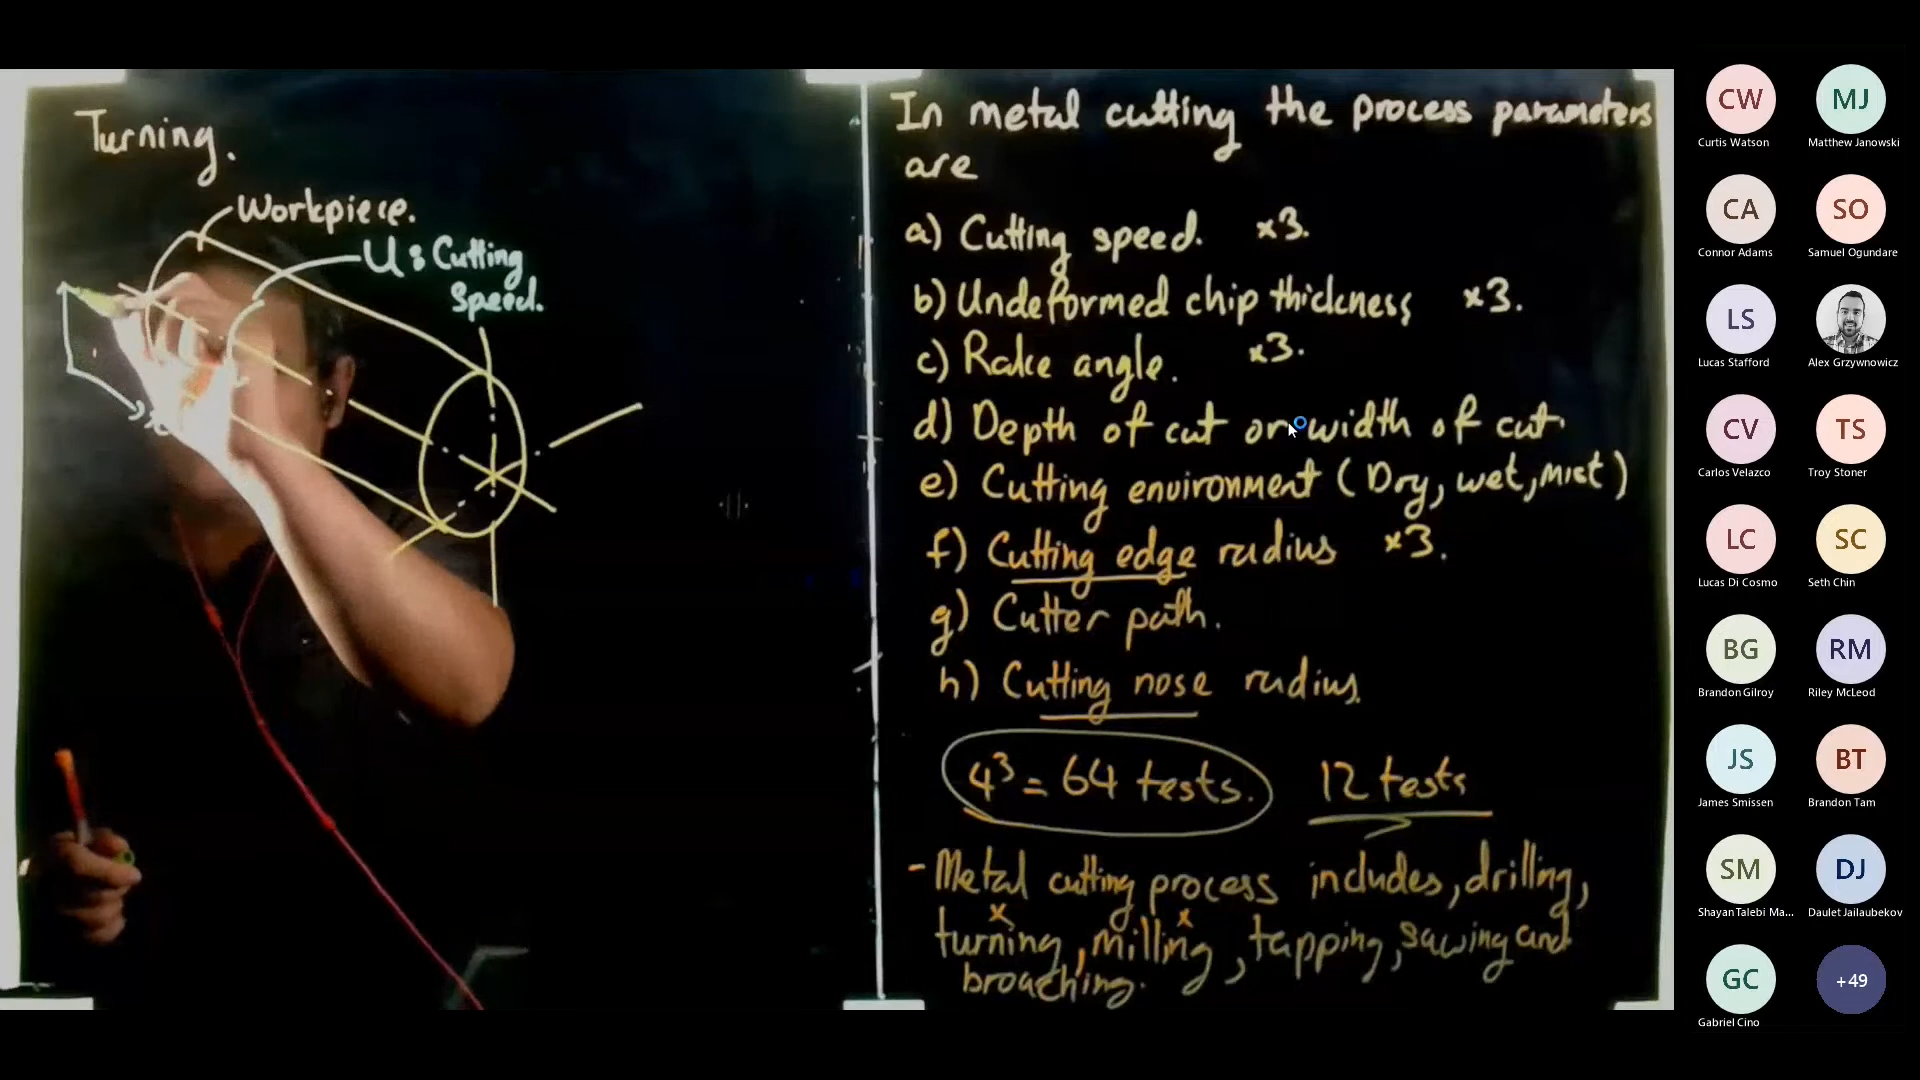 Turning.
Workpiece.
U : Cutting
Speed.
x
In metal cutting the process parameters
are
a) Cutting speed. x3.
b) Undeformed chip thickness x3.
c) Rake angle. x3.
d) Depth of cut or width of cut.
e) Cutting environment (Dry, wet, mist)
f) Cutting edge radius x3.
g) Cutter path.
h) Cutting nose radius.
4³ = 64 tests. 12 tests
- Metal cutting process includes, drilling,
x x
turning, milling, tapping, sawing and
broaching.
CW MJ
Curtis Watson Matthew Janowski
CA SO
Connor Adams Samuel Ogundare
LS
Lucas Stafford Alex Grzywnowicz
CV TS
Carlos Velazco Troy Stoner
LC SC
Lucas Di Cosmo Seth Chin
BG RM
Brandon Gilroy Riley McLeod
JS BT
James Smissen Brandon Tam
SM DJ
Shayan Talebi Ma... Daulet Jailaubekov
GC +49
Gabriel Cino